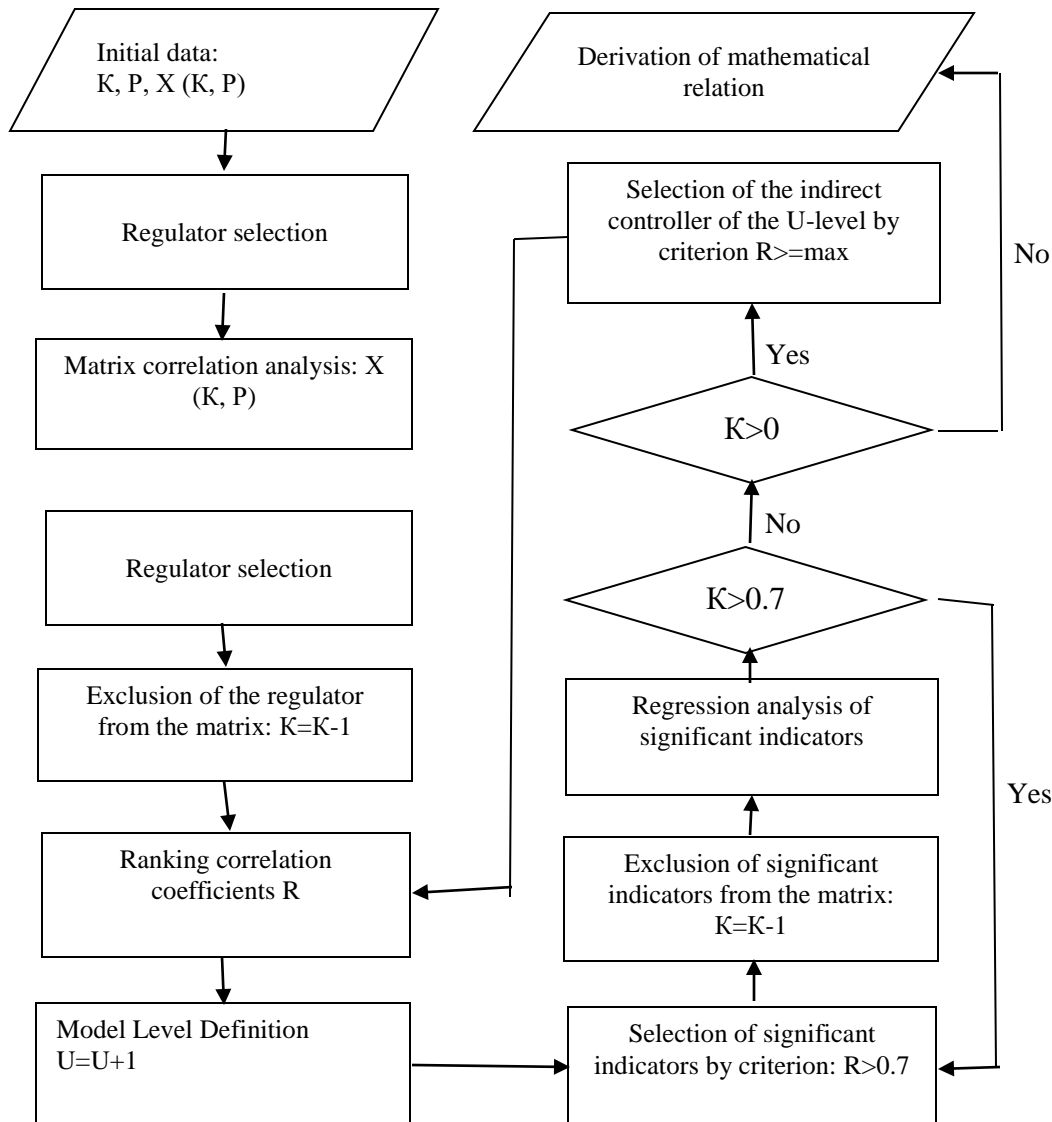 Initial data:
К, P, X (К, P)
Regulator selection
Matrix correlation analysis: X
(К, P)
Regulator selection
Exclusion of the regulator
from the matrix: К=К-1
Ranking correlation
coefficients R
Model Level Definition
U=U+1
Derivation of mathematical
relation
Selection of the indirect
controller of the U-level by
criterion R>=max
No
Yes
К>0
No
К>0.7
Regression analysis of
significant indicators
Yes
Exclusion of significant
indicators from the matrix:
К=К-1
Selection of significant
indicators by criterion: R>0.7